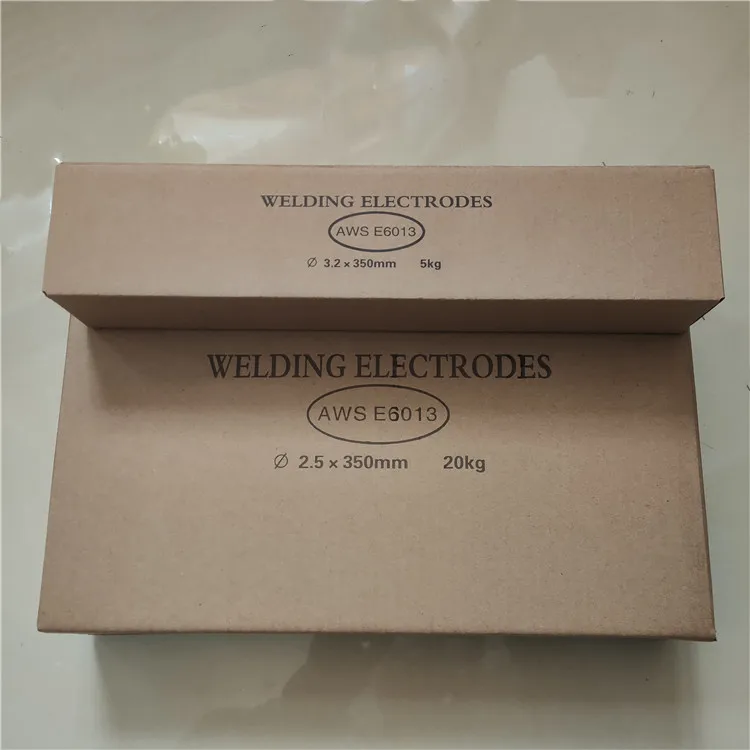 WELDING ELECTRODES
AWS E6013
Ø 3.2 × 350mm 5kg
WELDING ELECTRODES
AWS E6013
Ø 2.5 × 350mm 20kg